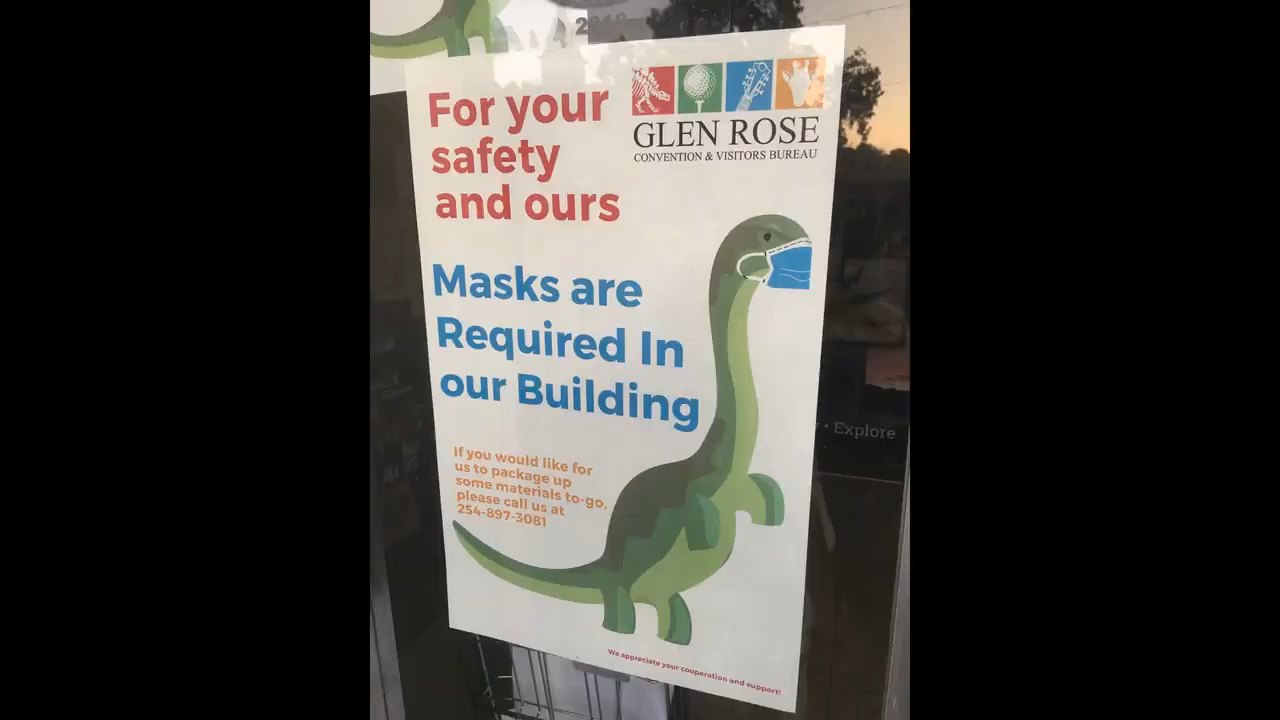 For your
safety
and ours
GLEN ROSE
CONVENTION & VISITORS BUREAU
Masks are
Required In
our Building
If you would like for
us to package up
some materials to-go,
please call us at
254-897-3081
• Explore
We appreciate your cooperation and support!